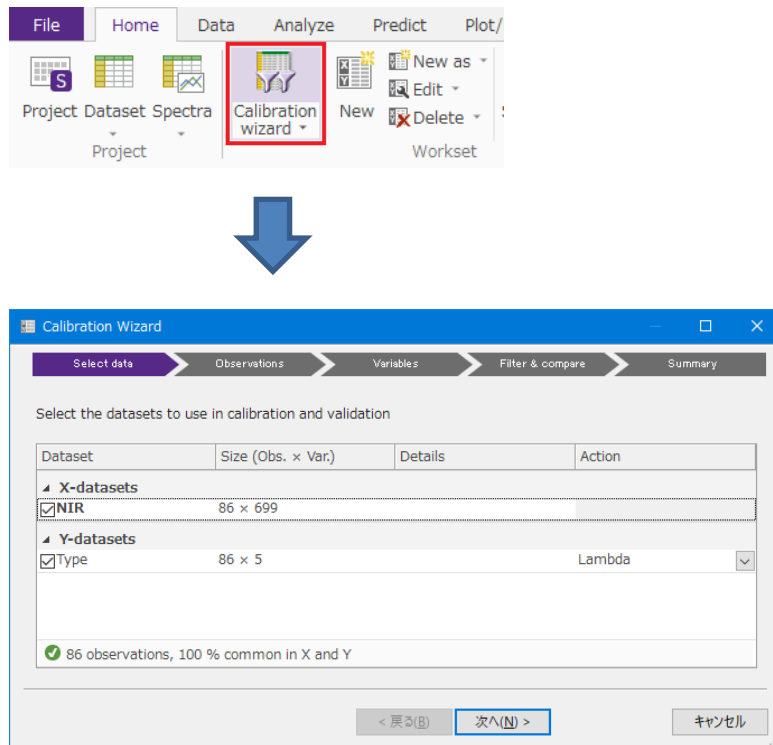 File Home Data Analyze Predict Plot/
Project Dataset Spectra Calibration wizard New New as Edit Delete
Project Workset
Calibration Wizard
Select data Observations Variables Filter & compare Summary
Select the datasets to use in calibration and validation
Dataset Size (Obs. × Var.) Details Action
X-datasets
NIR 86 × 699
Y-datasets
Type 86 × 5 Lambda
86 observations, 100 % common in X and Y
< 戻る(B) 次へ(N) > キャンセル